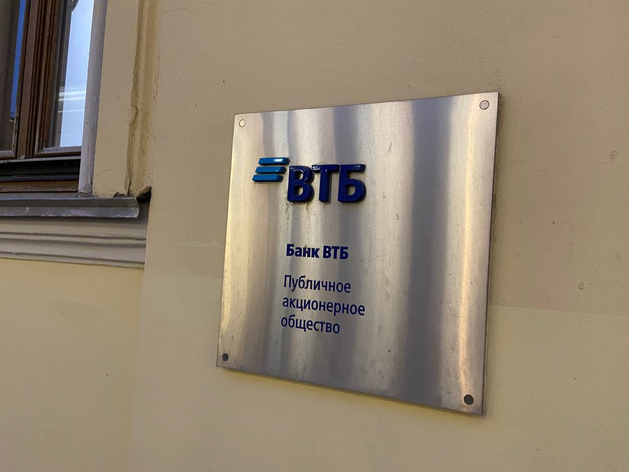 ВТБ
Банк ВТБ
Публичное
акционерное
общество